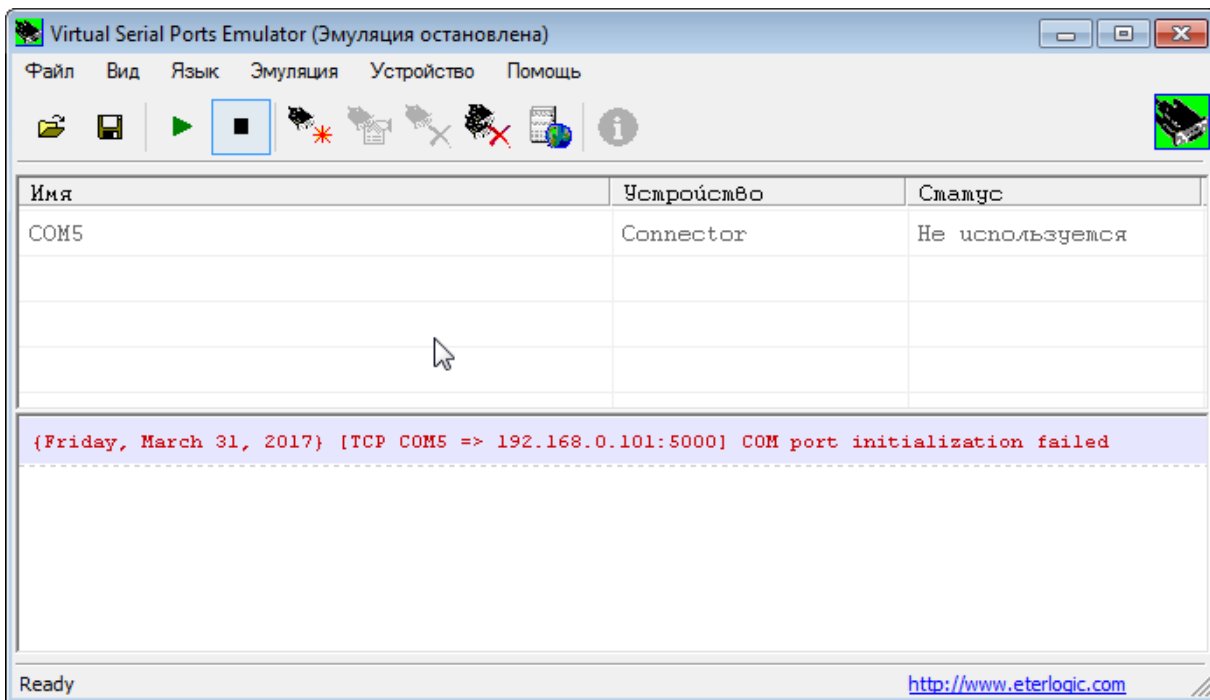 Virtual Serial Ports Emulator (Эмуляция остановлена)
Файл Вид Язык Эмуляция Устройство Помощь
Имя Устройство Статус
COM5 Connector Не используется
{Friday, March 31, 2017} [TCP COM5 => 192.168.0.101:5000] COM port initialization failed
Ready http://www.eterlogic.com